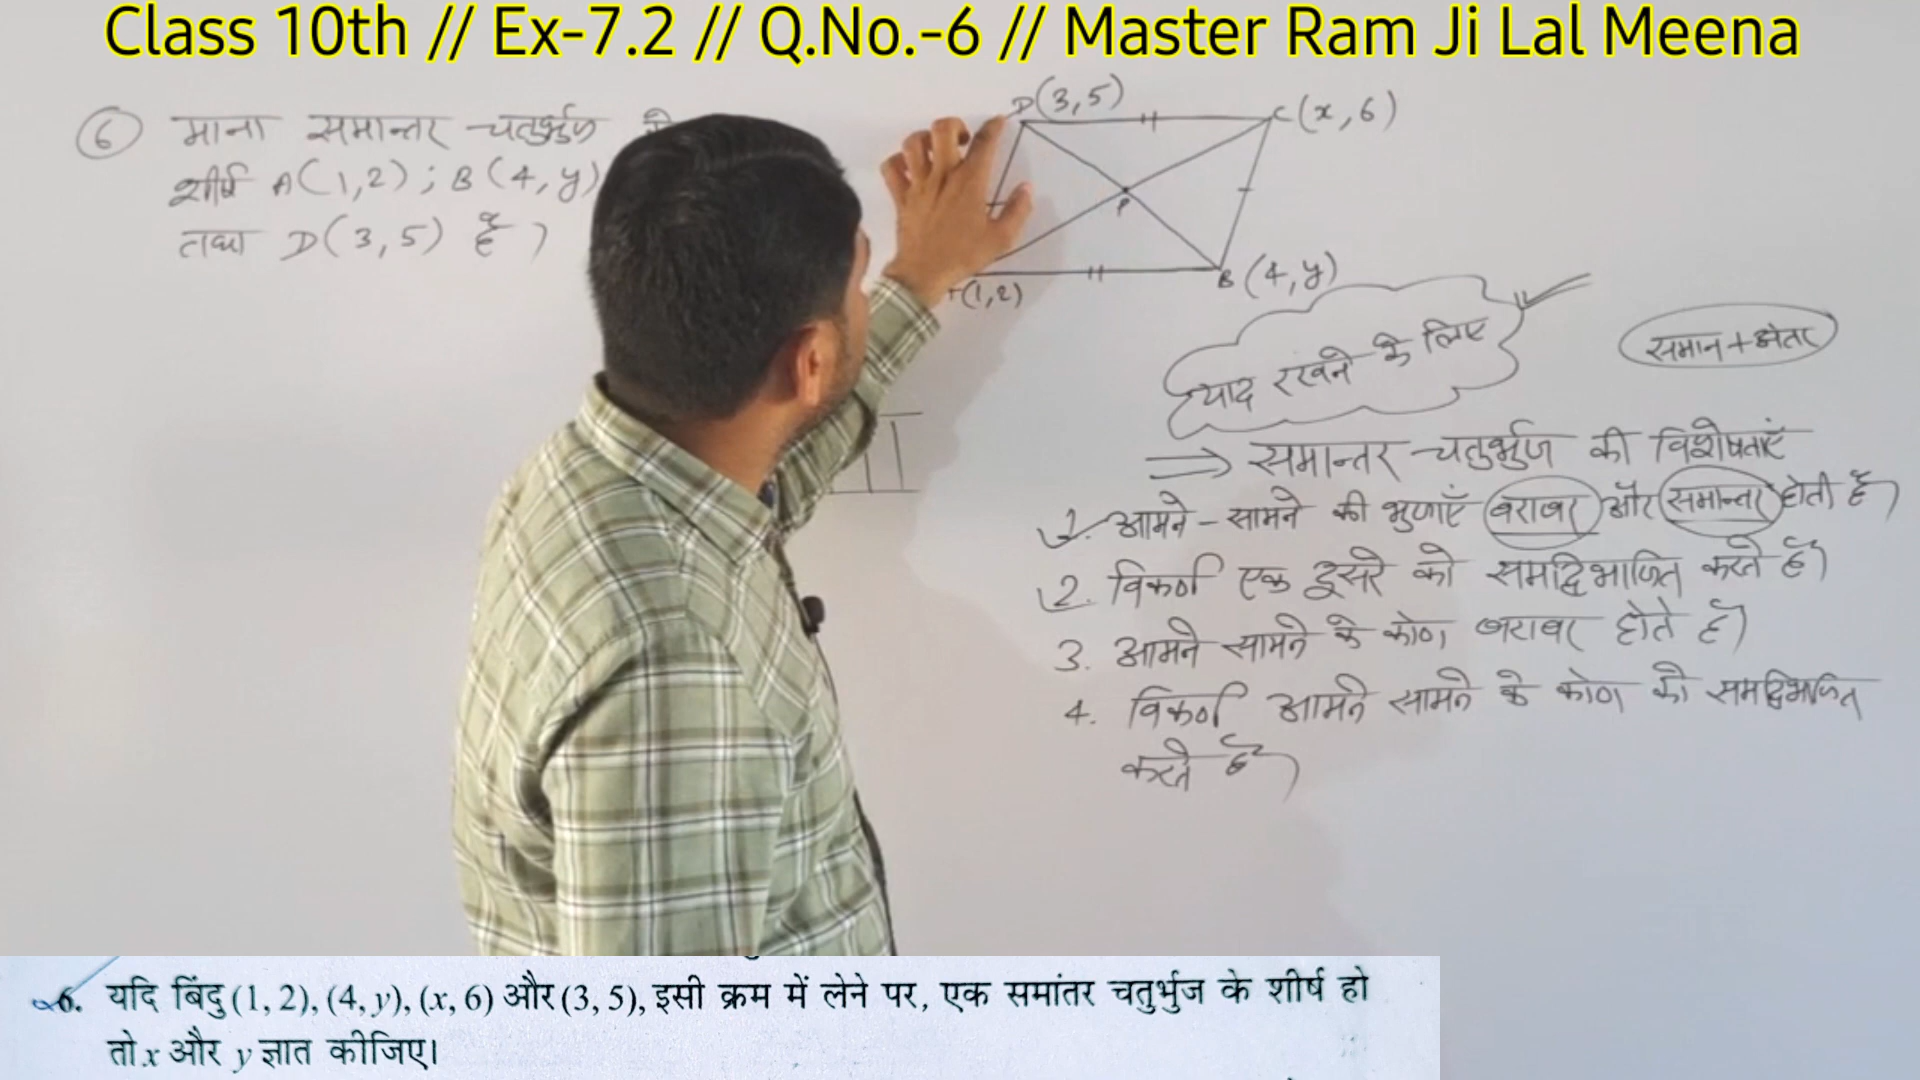 Class 10th // Ex-7.2 // Q.No.-6 // Master Ram Ji Lal Meena
6 माना समान्तर चतुर्भुज के
शीर्ष A(1,2) ; B(4, y)
तथा D(3,5) है।
D(3,5)
C(x,6)
P
(1,2)
B(4,y)
याद रखने के लिए
समान + अंतर
⇒ समान्तर चतुर्भुज की विशेषताएँ
1. आमने-सामने की भुजाएँ बराबर और समान्तर होती है।
2. विकर्ण एक दूसरे को समद्विभाजित करते है।
3. आमने सामने के कोण बराबर होते है।
4. विकर्ण आमने सामने के कोण को समद्विभाजित
करते है।
6. यदि बिंदु (1, 2), (4, y), (x, 6) और (3, 5), इसी क्रम में लेने पर, एक समांतर चतुर्भुज के शीर्ष हो
तो x और y ज्ञात कीजिए।